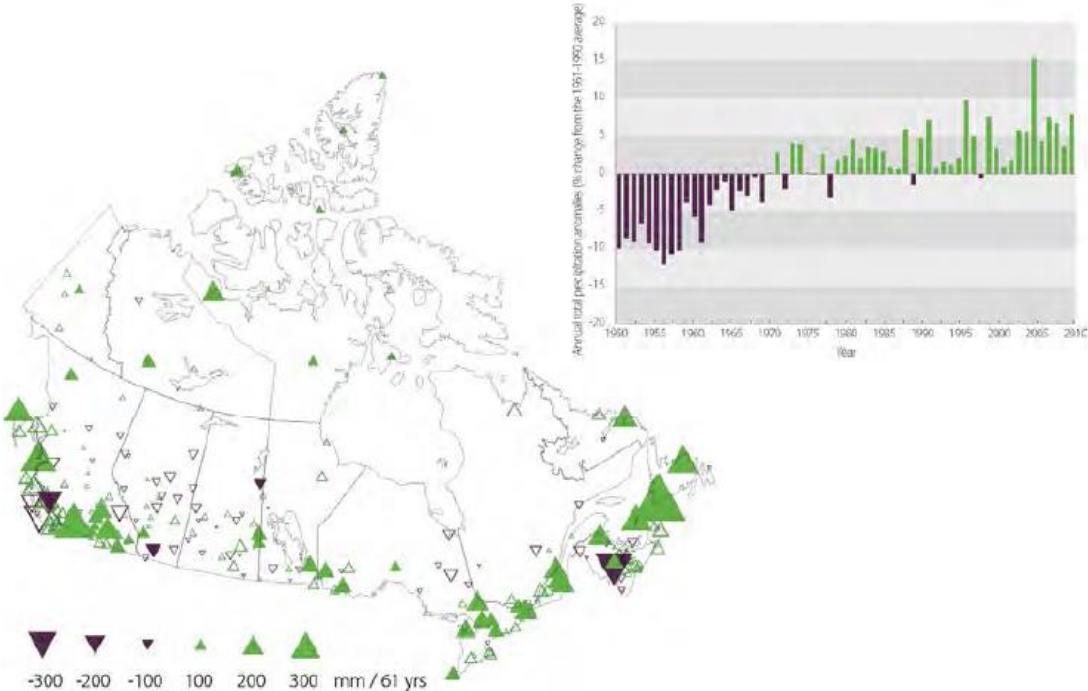 Annual total precipitation anomalies (% change from the 1961-1990 average)
20
15
10
5
0
-5
-10
-15
-20
1950 1955 1960 1965 1970 1975 1980 1985 1990 1995 2000 2005 2010
Year
-300 -200 -100 100 200 300 mm / 61 yrs